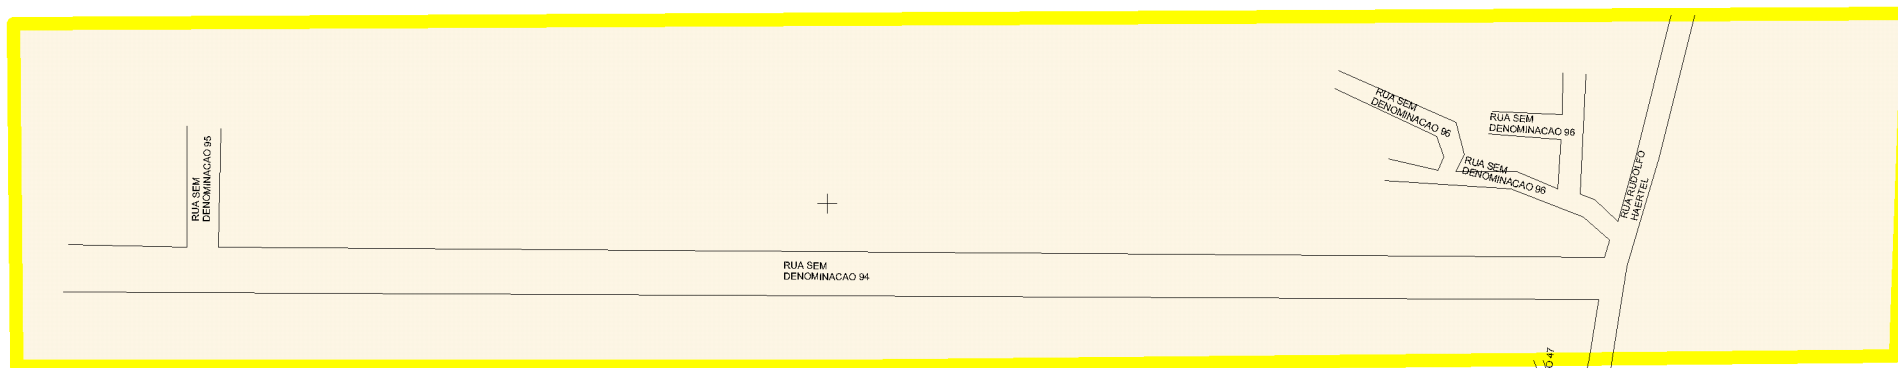 RUA SEM
DENOMINACAO 95
RUA SEM
DENOMINACAO 94
RUA SEM
DENOMINACAO 96
RUA SEM
DENOMINACAO 96
RUA SEM
DENOMINACAO 96
RUA RUDOLFO
HAERTEL
O 47